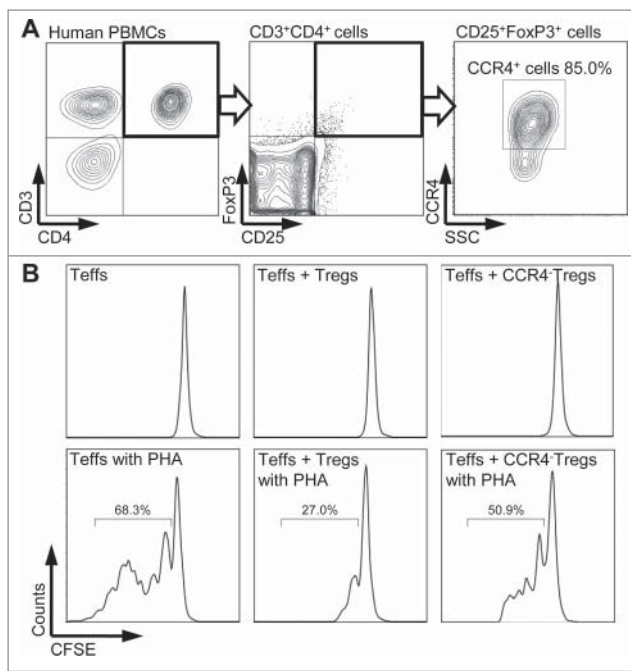 A
Human PBMCs
CD3
CD4
CD3⁺CD4⁺ cells
FoxP3
CD25
CD25⁺FoxP3⁺ cells
CCR4⁺ cells 85.0%
CCR4
SSC
B
Teffs
Teffs + Tregs
Teffs + CCR4⁻Tregs
Teffs with PHA
68.3%
Teffs + Tregs
with PHA
27.0%
Teffs + CCR4⁻Tregs
with PHA
50.9%
Counts
CFSE